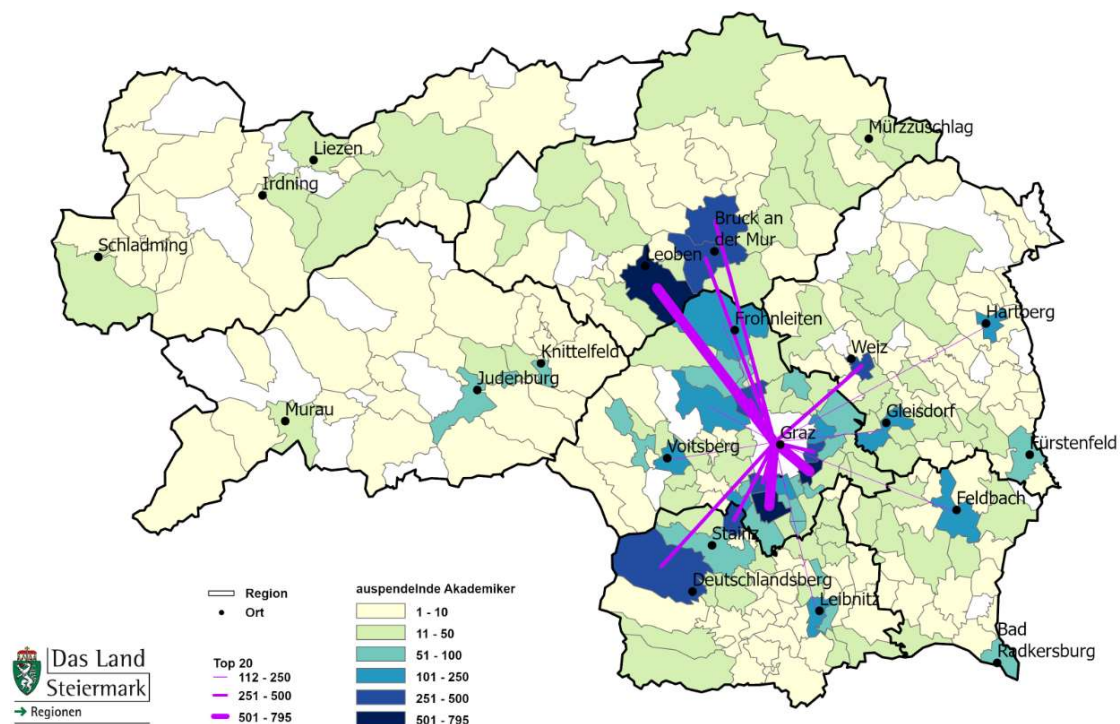 Mürzzuschlag
Liezen
Irdning
Bruck an
der Mur
Schladming
Leoben
Hartberg
Frohnleiten
Weiz
Knittelfeld
Judenburg
Murau
Gleisdorf
Graz
Voitsberg
Fürstenfeld
Feldbach
Stainz
Deutschlandsberg
Leibnitz
Bad
Radkersburg
Region
Ort
Top 20
112 - 250
251 - 500
501 - 795
auspendelnde Akademiker
1 - 10
11 - 50
51 - 100
101 - 250
251 - 500
501 - 795
Das Land
Steiermark
→ Regionen